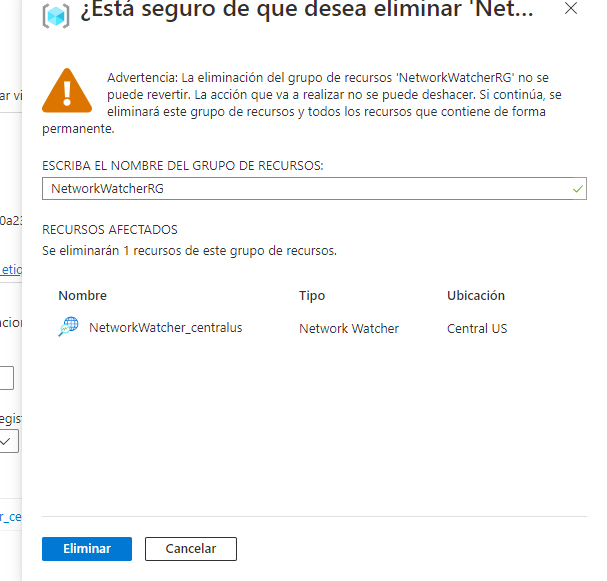 ¿Está seguro de que desea eliminar 'Net...
Advertencia: La eliminación del grupo de recursos 'NetworkWatcherRG' no se
puede revertir. La acción que va a realizar no se puede deshacer. Si continúa, se
eliminará este grupo de recursos y todos los recursos que contiene de forma
permanente.
ar vi
ESCRIBA EL NOMBRE DEL GRUPO DE RECURSOS:
NetworkWatcherRG
0a23
RECURSOS AFECTADOS
Se eliminarán 1 recursos de este grupo de recursos.
etiq
Nombre Tipo Ubicación
acion
NetworkWatcher_centralus Network Watcher Central US
egist
r_ce
Eliminar Cancelar